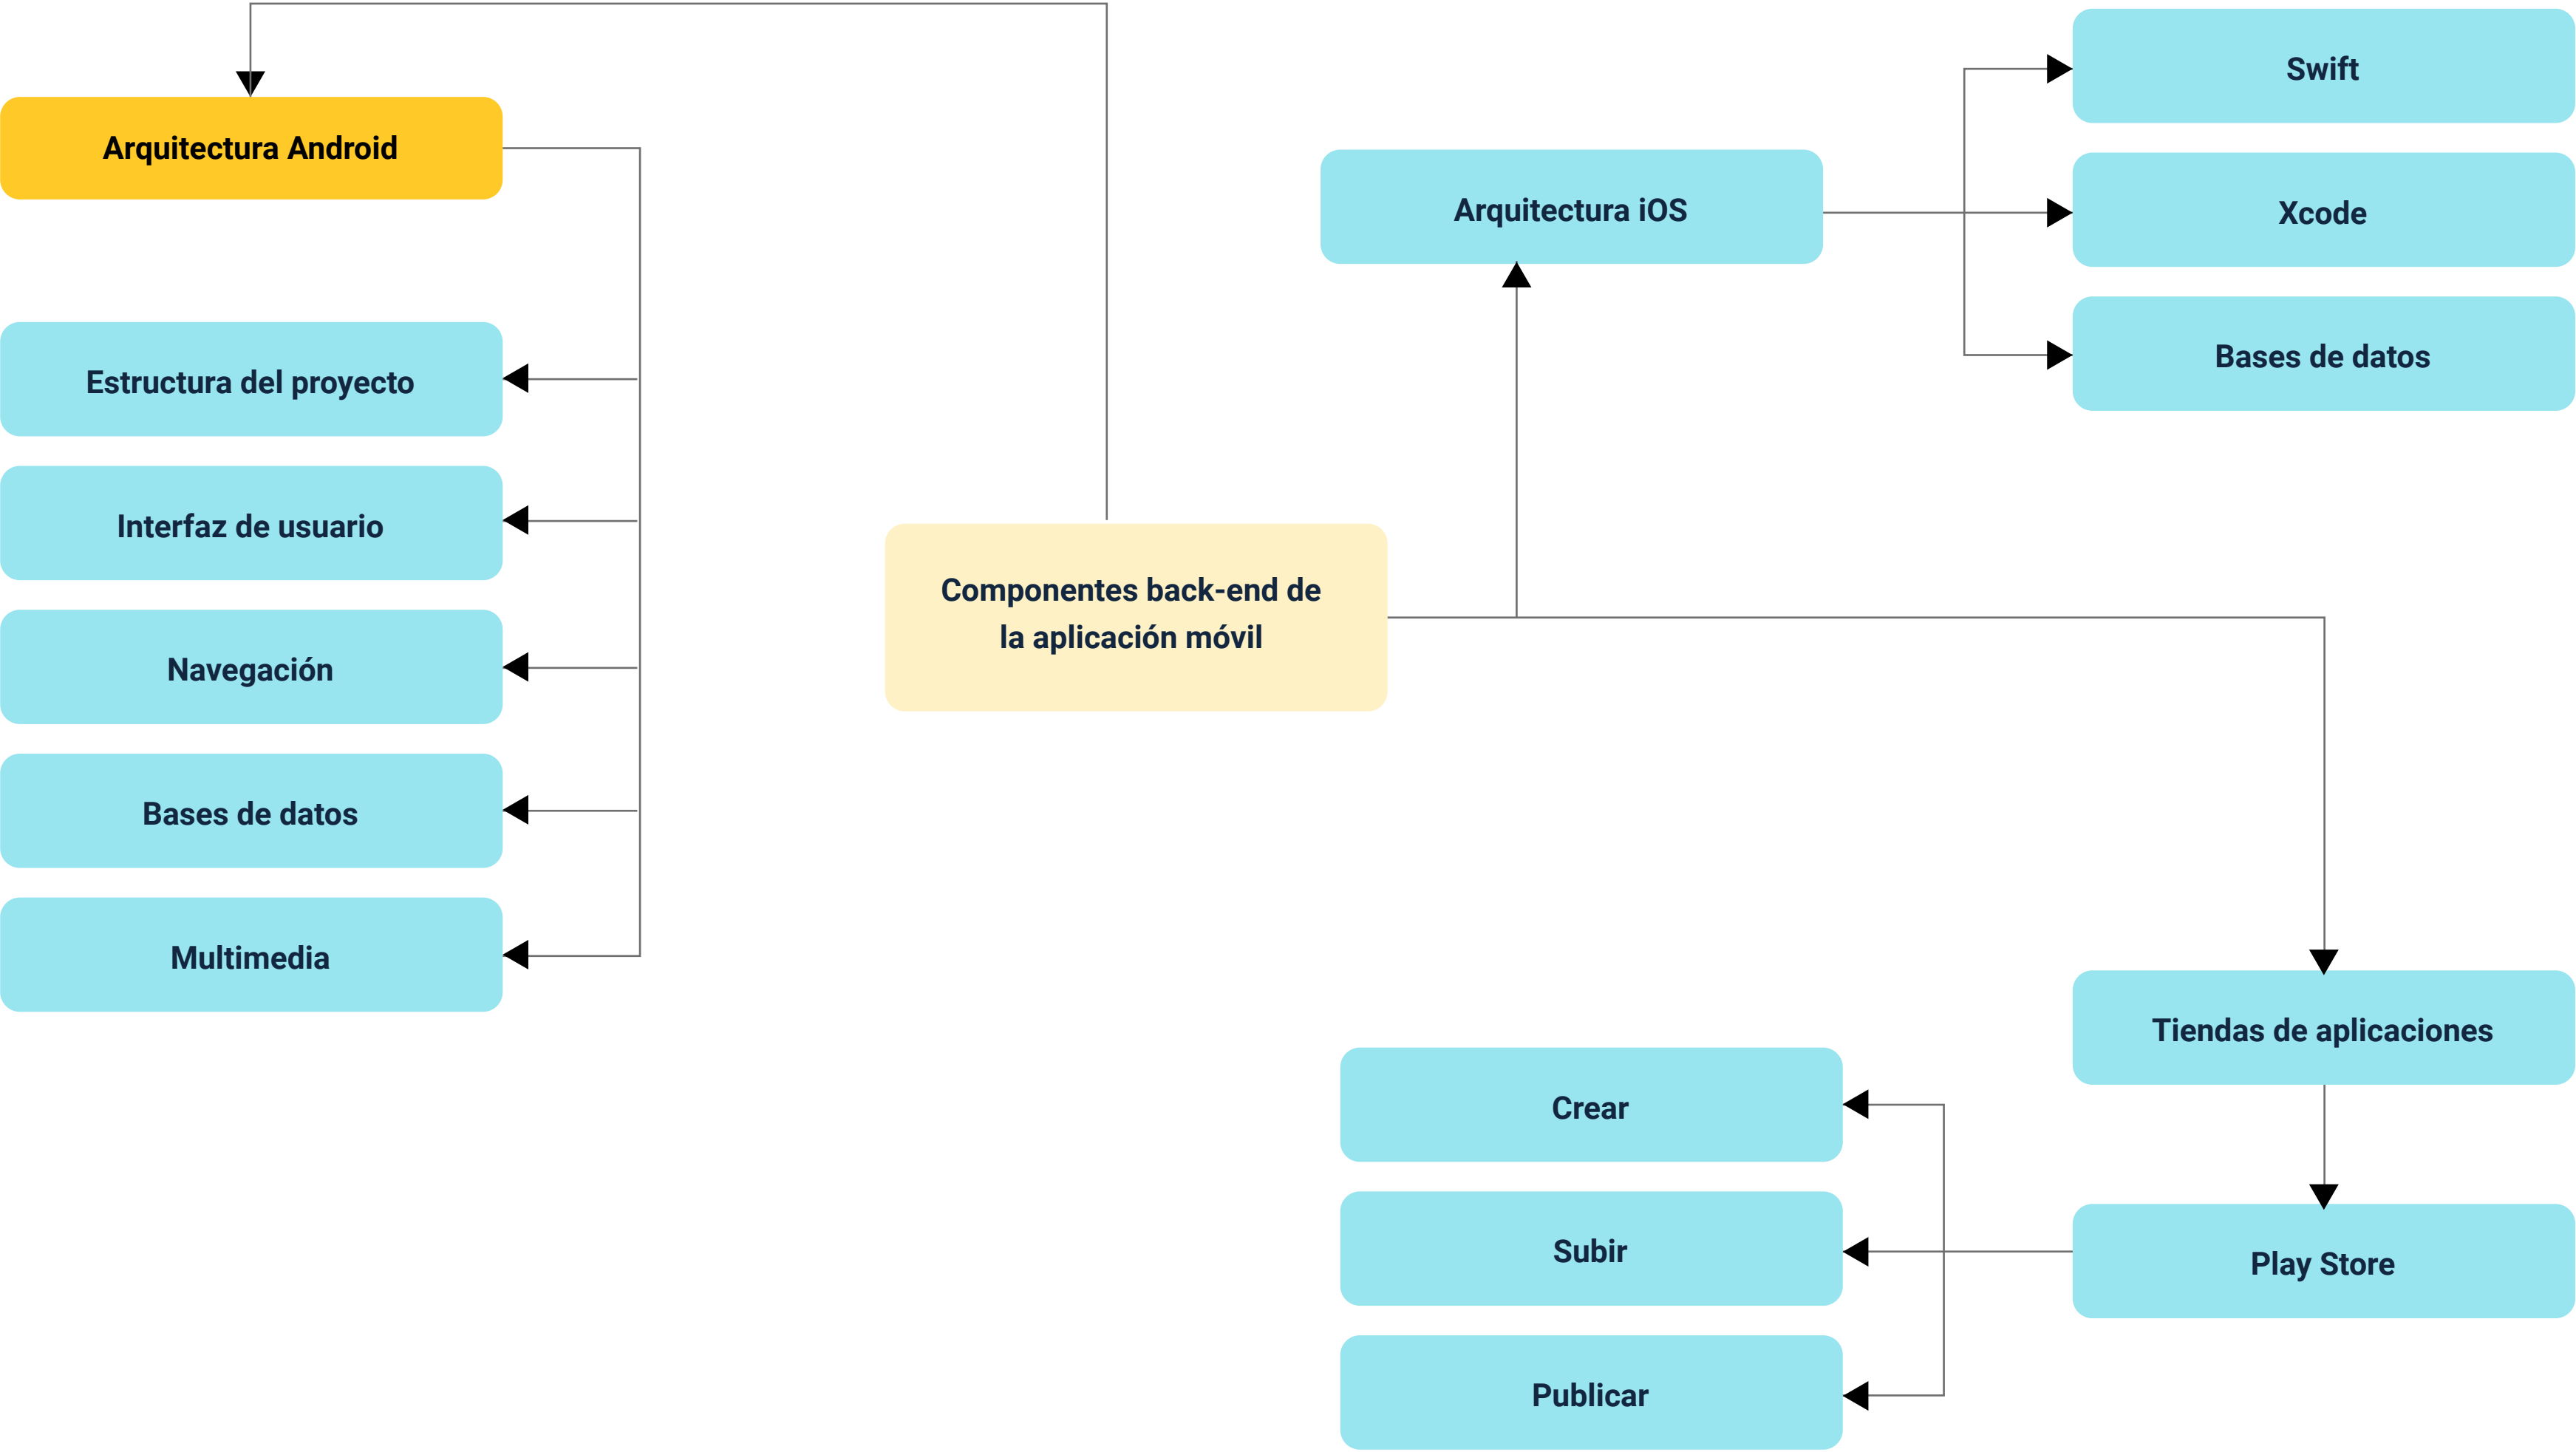 Arquitectura Android
Estructura del proyecto
Interfaz de usuario
Navegación
Bases de datos
Multimedia
Componentes back-end de
la aplicación móvil
Arquitectura iOS
Swift
Xcode
Bases de datos
Tiendas de aplicaciones
Play Store
Crear
Subir
Publicar